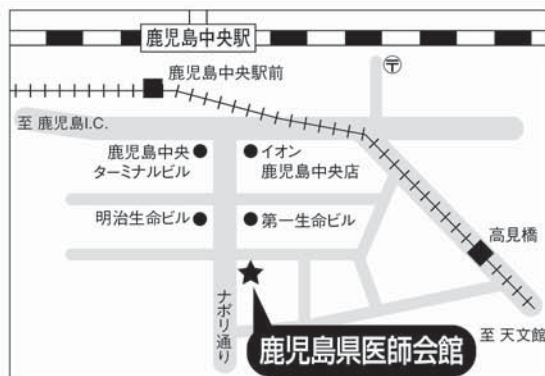 鹿児島中央駅
鹿児島中央駅前
〒
至 鹿児島I.C.
鹿児島中央
ターミナルビル
イオン
鹿児島中央店
明治生命ビル
第一生命ビル
高見橋
ナポリ通り
鹿児島県医師会館
至 天文館